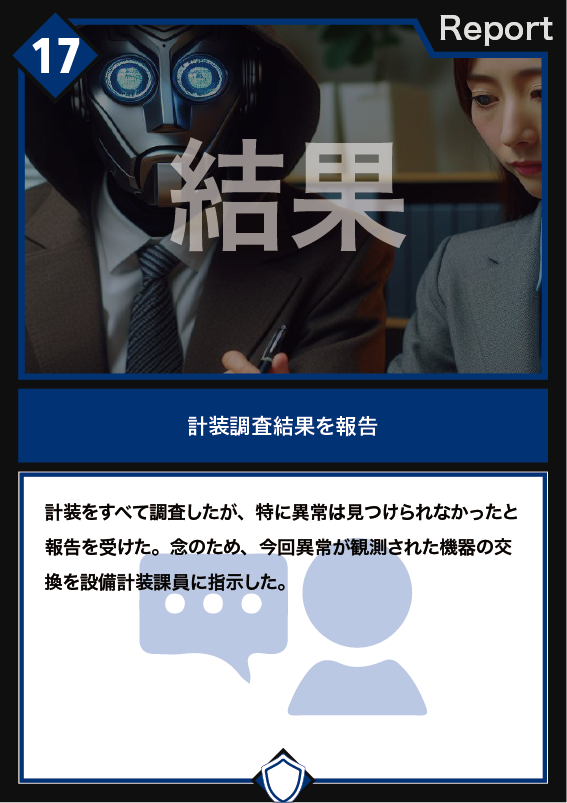 17
Report
結果
計装調査結果を報告
計装をすべて調査したが、特に異常は見つけられなかったと
報告を受けた。念のため、今回異常が観測された機器の交
換を設備計装課員に指示した。